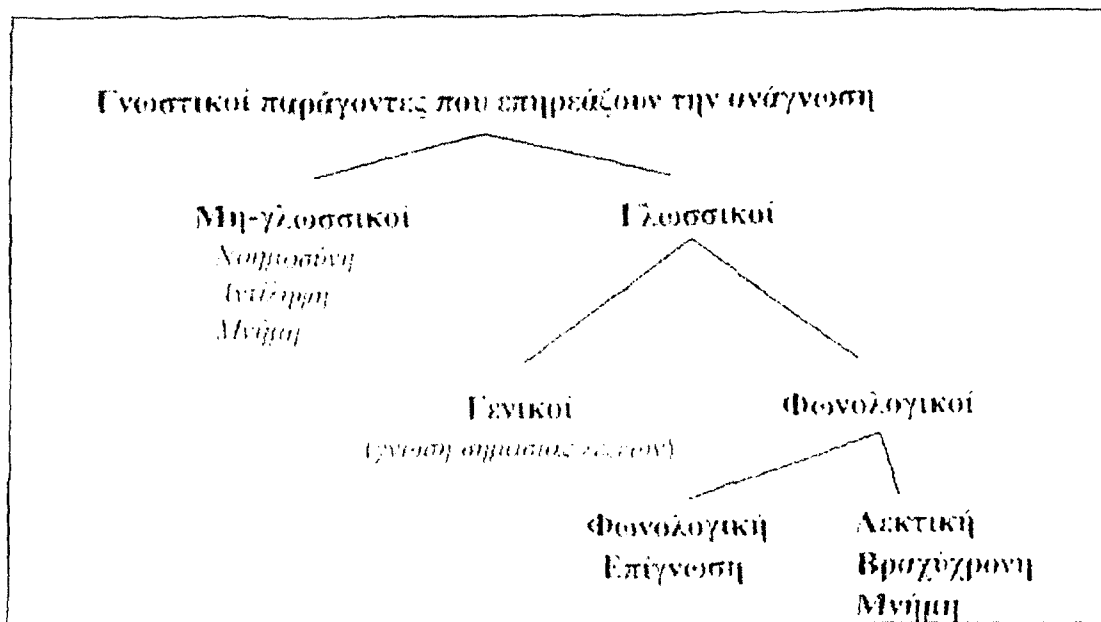 Γνωστικοί παράγοντες που επηρεάζουν την ανάγνωση
Μη-γλωσσικοί Γλωσσικοί
Νοημοσύνη
Αντίληψη
Μνήμη
Γενικοί Φωνολογικοί
(γνώση σημασίας λέξεων)
Φωνολογική Λεκτική
Επίγνωση Βραχύχρονη
Μνήμη